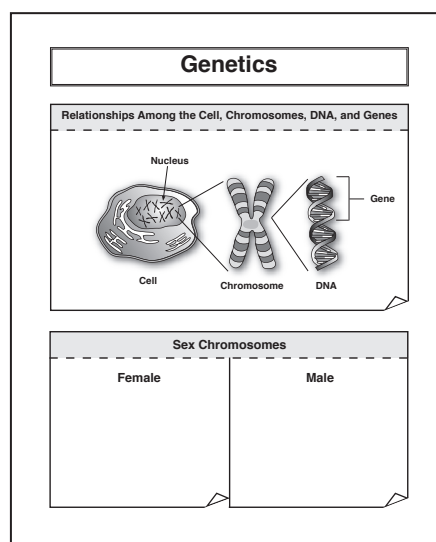 Genetics
Relationships Among the Cell, Chromosomes, DNA, and Genes
Nucleus
Gene
Cell
Chromosome
DNA
Sex Chromosomes
Female
Male